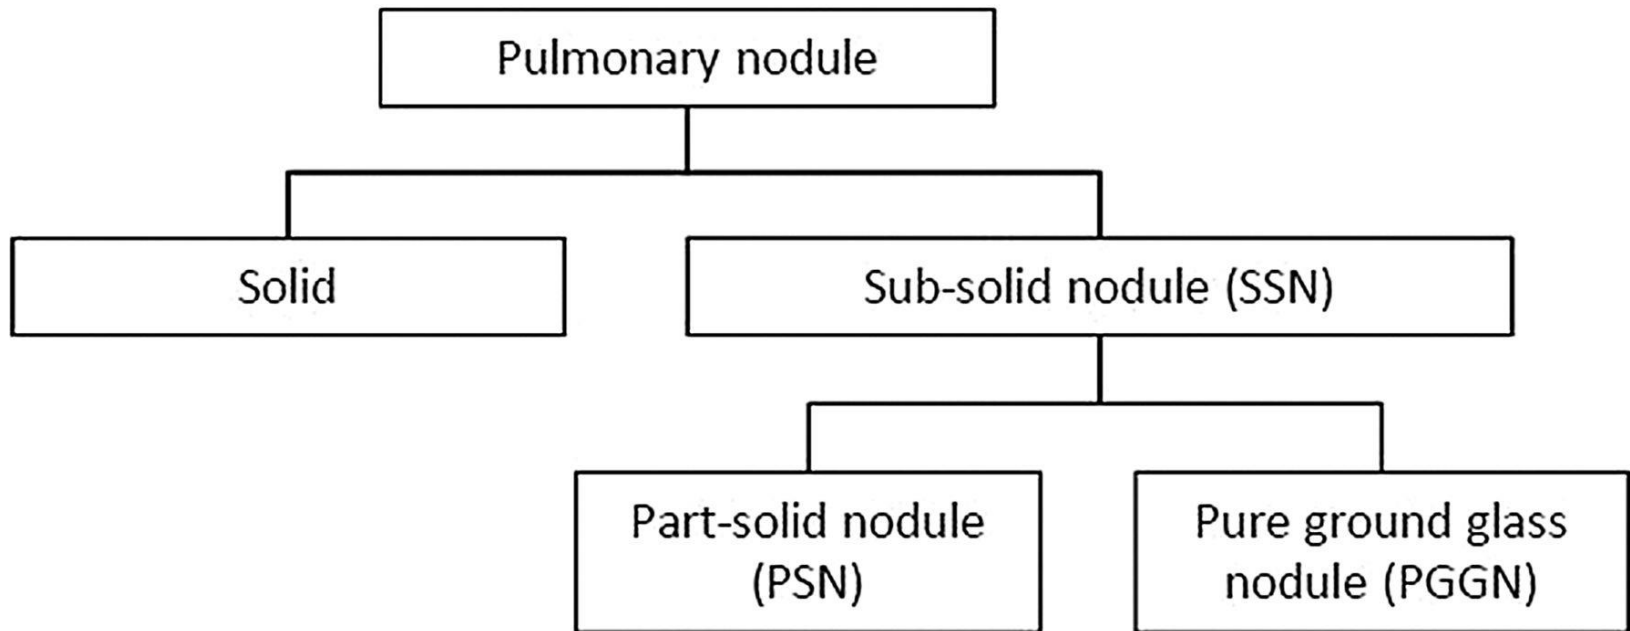 Pulmonary nodule
Solid
Sub-solid nodule (SSN)
Part-solid nodule
(PSN)
Pure ground glass
nodule (PGGN)